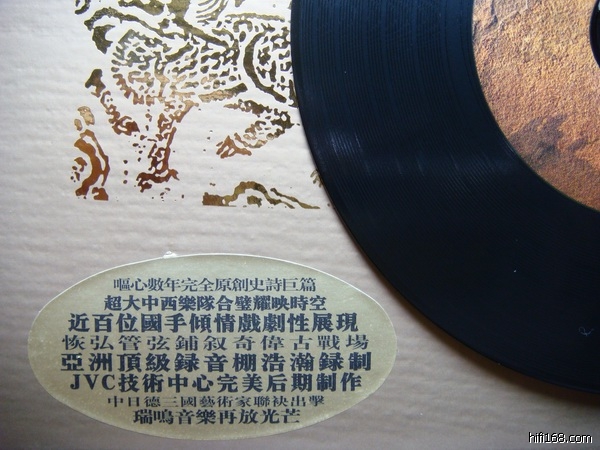 嘔心數年完全原創史詩巨篇
超大中西樂隊合璧耀映時空
近百位國手傾情戲劇性展現
恢弘管弦鋪叙奇偉古戰場
亞洲頂級録音棚浩瀚録制
JVC技術中心完美后期制作
中日德三國藝術家聯袂出擊
瑞鳴音樂再放光芒
hifi168.com